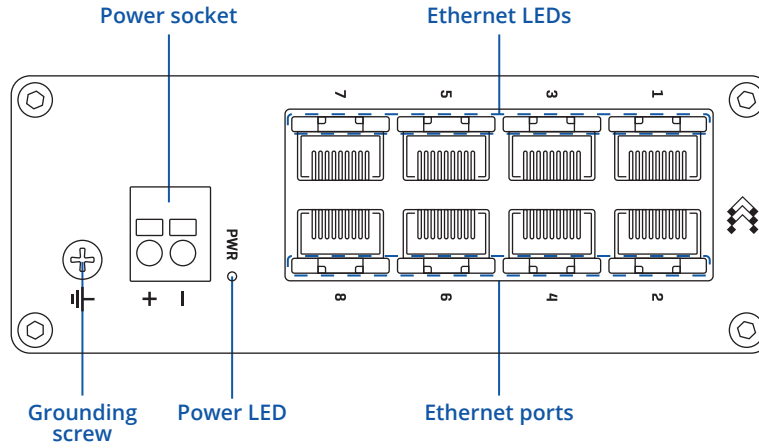 Power socket
Ethernet LEDs
7 5 3 1
PWR
+ −
8 6 4 2
Grounding
screw
Power LED
Ethernet ports